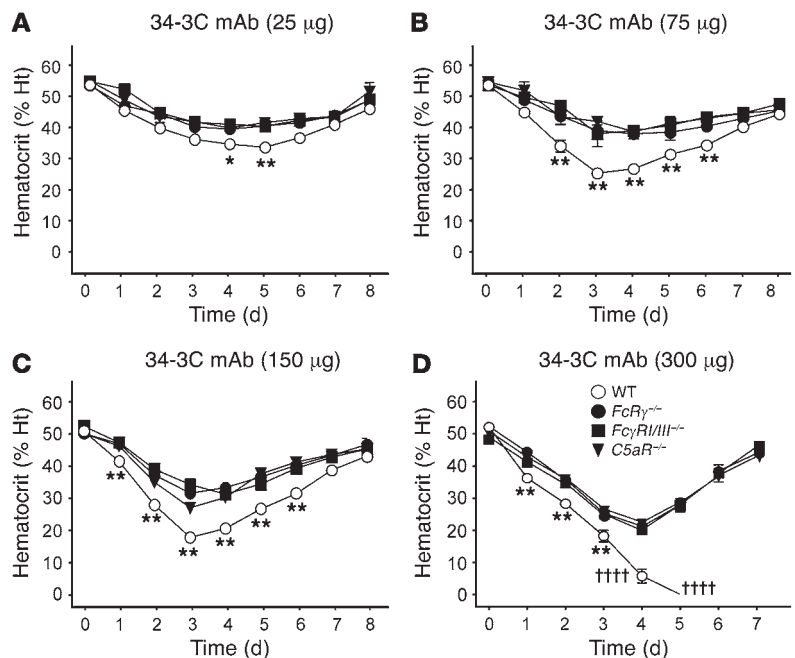 A
34-3C mAb (25 μg)
Hematocrit (% Ht)
60
50
40
30
20
10
0
*
**
0 1 2 3 4 5 6 7 8
Time (d)
B
34-3C mAb (75 μg)
Hematocrit (% Ht)
60
50
40
30
20
10
0
**
**
**
**
**
0 1 2 3 4 5 6 7 8
Time (d)
C
34-3C mAb (150 μg)
Hematocrit (% Ht)
60
50
40
30
20
10
0
**
**
**
**
**
**
0 1 2 3 4 5 6 7 8
Time (d)
D
34-3C mAb (300 μg)
Hematocrit (% Ht)
60
50
40
30
20
10
0
WT
FcRγ–/–
FcγRI/III–/–
C5aR–/–
**
**
**
††††
††††
0 1 2 3 4 5 6 7
Time (d)